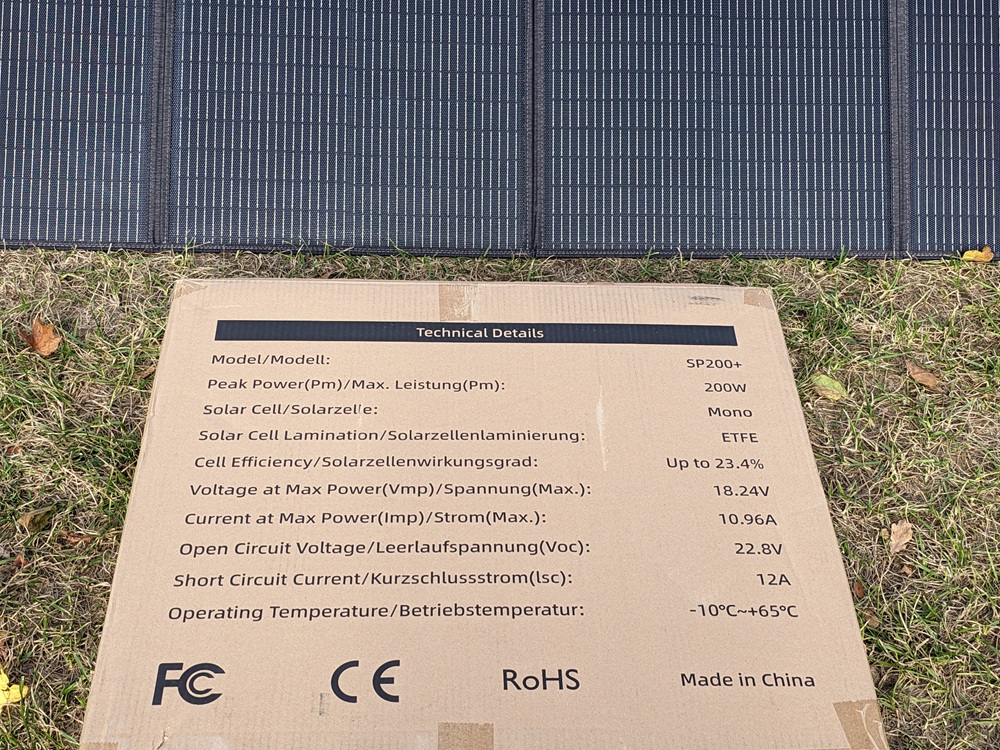 Technical Details
Model/Modell: SP200+
Peak Power(Pm)/Max. Leistung(Pm): 200W
Solar Cell/Solarzelle: Mono
Solar Cell Lamination/Solarzellenlaminierung: ETFE
Cell Efficiency/Solarzellenwirkungsgrad: Up to 23.4%
Voltage at Max Power(Vmp)/Spannung(Max.): 18.24V
Current at Max Power(Imp)/Strom(Max.): 10.96A
Open Circuit Voltage/Leerlaufspannung(Voc): 22.8V
Short Circuit Current/Kurzschlussstrom(lsc): 12A
Operating Temperature/Betriebstemperatur: -10°C~+65°C
FC CE RoHS Made in China